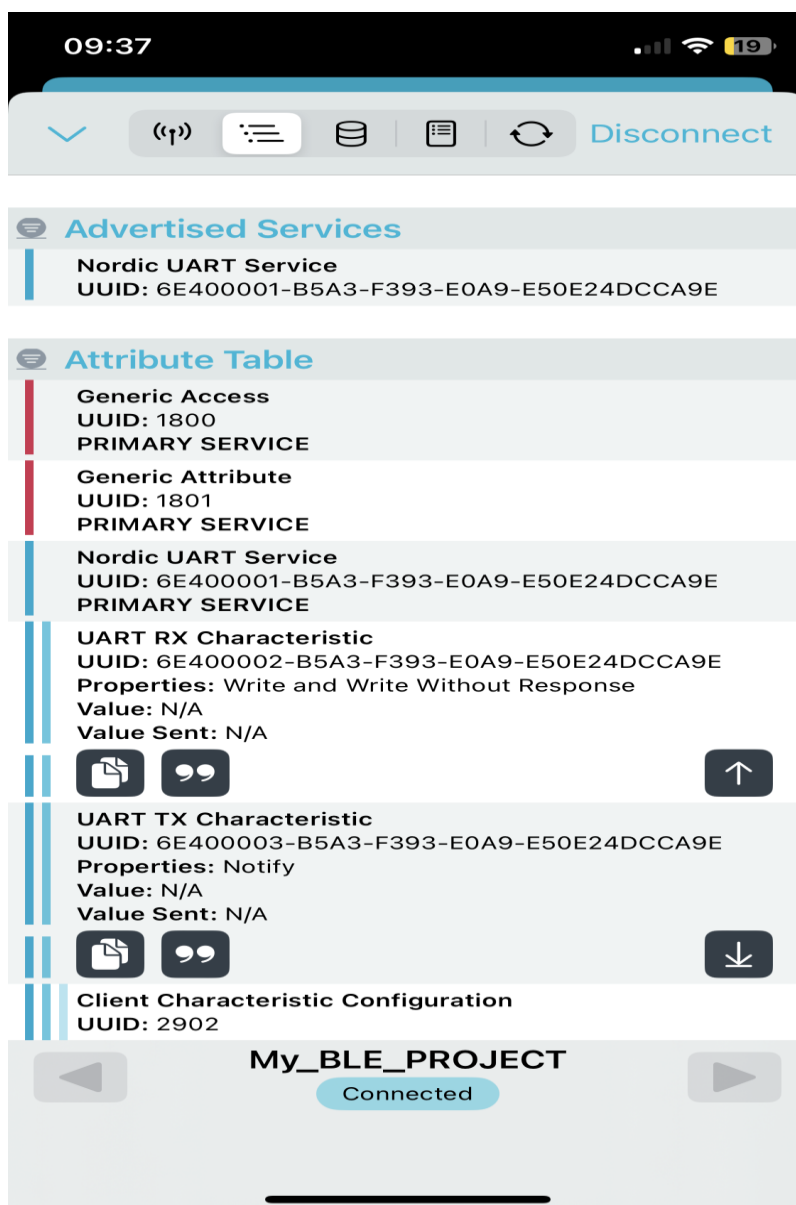 09:37
19
Disconnect
Advertised Services
Nordic UART Service
UUID: 6E400001-B5A3-F393-E0A9-E50E24DCCA9E
Attribute Table
Generic Access
UUID: 1800
PRIMARY SERVICE
Generic Attribute
UUID: 1801
PRIMARY SERVICE
Nordic UART Service
UUID: 6E400001-B5A3-F393-E0A9-E50E24DCCA9E
PRIMARY SERVICE
UART RX Characteristic
UUID: 6E400002-B5A3-F393-E0A9-E50E24DCCA9E
Properties: Write and Write Without Response
Value: N/A
Value Sent: N/A
UART TX Characteristic
UUID: 6E400003-B5A3-F393-E0A9-E50E24DCCA9E
Properties: Notify
Value: N/A
Value Sent: N/A
Client Characteristic Configuration
UUID: 2902
My_BLE_PROJECT
Connected